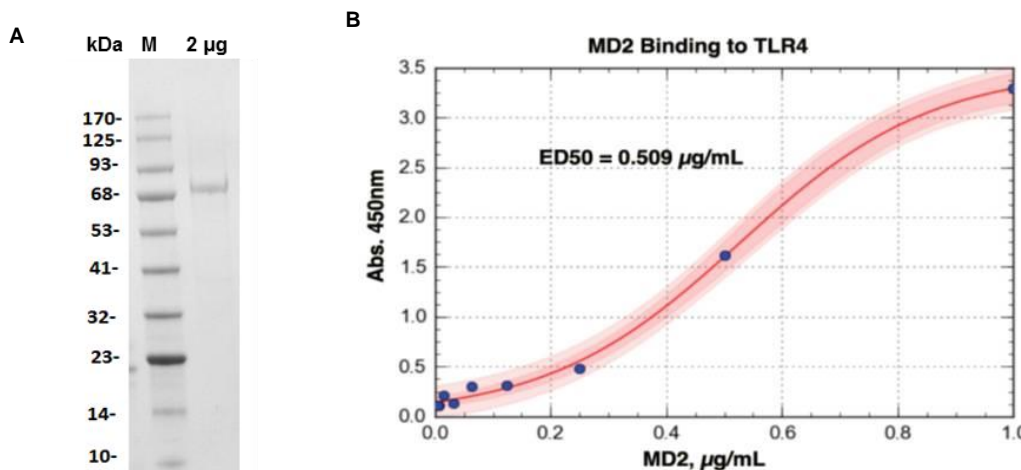 A
kDa M 2 µg
170-
125-
93-
68-
53-
41-
32-
23-
14-
10-
B
MD2 Binding to TLR4
3.5
3.0
2.5
2.0
1.5
1.0
0.5
0.0
Abs. 450nm
ED50 = 0.509 µg/mL
0.0 0.2 0.4 0.6 0.8 1.0
MD2, µg/mL